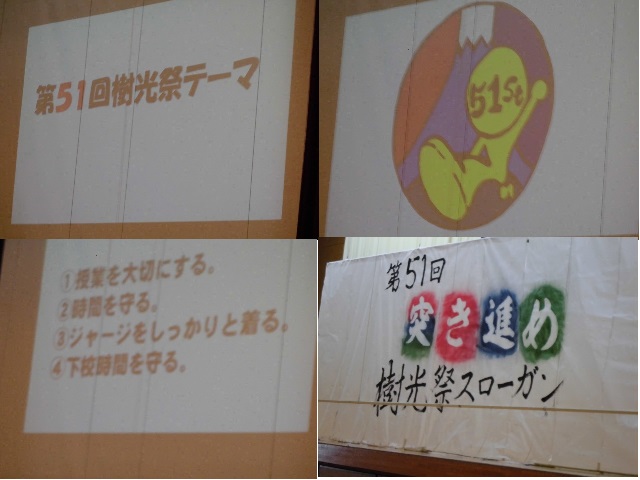 第51回樹光祭テーマ
51st
①授業を大切にする。
②時間を守る。
③ジャージをしっかりと着る。
④下校時間を守る。
第51回
突き進め
樹光祭スローガン